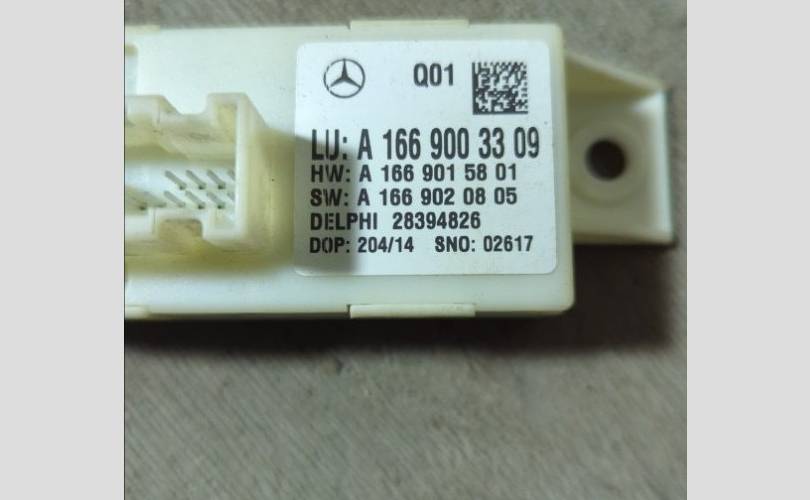 Q01
LU: A 166 900 33 09
HW: A 166 901 58 01
SW: A 166 902 08 05
DELPHI 28394826
DOP: 204/14 SNO: 02617